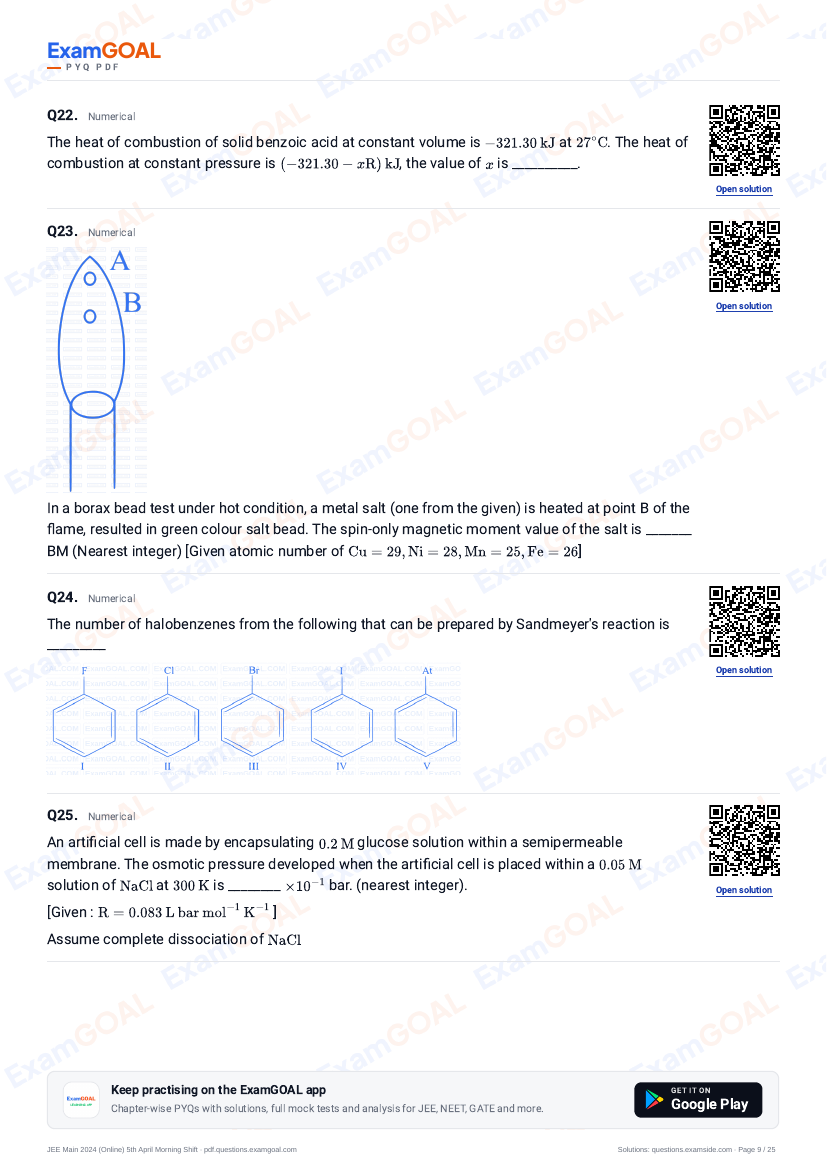 ExamGOAL
PYQ PDF
Q22. Numerical
The heat of combustion of solid benzoic acid at constant volume is −321.30 kJ at 27°C. The heat of
combustion at constant pressure is (−321.30 − xR) kJ, the value of x is __________.
Open solution
Q23. Numerical
Open solution
A
B
In a borax bead test under hot condition, a metal salt (one from the given) is heated at point B of the
flame, resulted in green colour salt bead. The spin-only magnetic moment value of the salt is _______
BM (Nearest integer) [Given atomic number of Cu = 29, Ni = 28, Mn = 25, Fe = 26]
Q24. Numerical
The number of halobenzenes from the following that can be prepared by Sandmeyer's reaction is
_________
Open solution
F Cl Br I At
I II III IV V
Q25. Numerical
An artificial cell is made by encapsulating 0.2 M glucose solution within a semipermeable
membrane. The osmotic pressure developed when the artificial cell is placed within a 0.05 M
solution of NaCl at 300 K is ________ ×10⁻¹ bar. (nearest integer).
Open solution
[Given : R = 0.083 L bar mol⁻¹ K⁻¹ ]
Assume complete dissociation of NaCl
Keep practising on the ExamGOAL app
Chapter-wise PYQs with solutions, full mock tests and analysis for JEE, NEET, GATE and more.
GET IT ON
Google Play
JEE Main 2024 (Online) 5th April Morning Shift · pdf.questions.examgoal.com
Solutions: questions.examside.com · Page 9 / 25